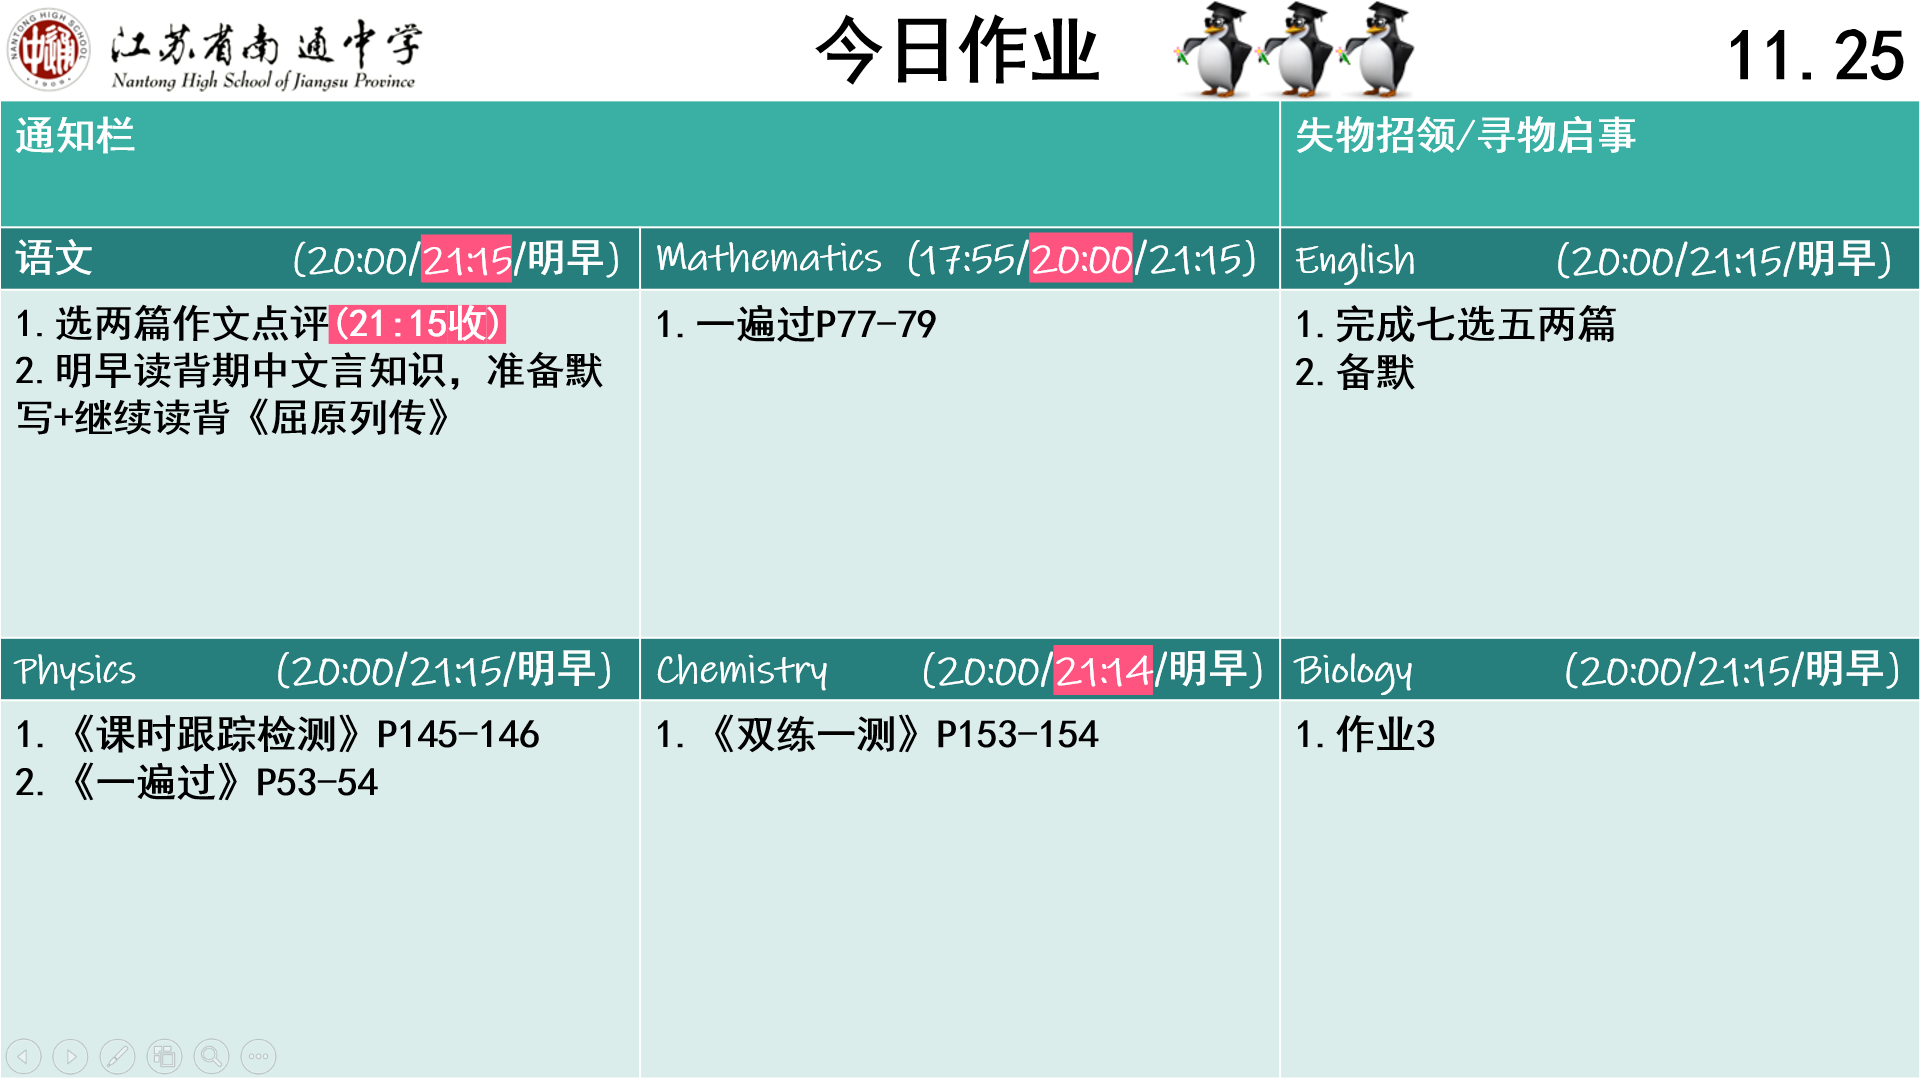 江苏省南通中学
Nantong High School of Jiangsu Province
NANTONG HIGH SCHOOL
1909
今日作业
11.25
通知栏
失物招领/寻物启事
语文 (20:00/21:15/明早)
1.选两篇作文点评(21:15收)
2.明早读背期中文言知识，准备默
写+继续读背《屈原列传》
Mathematics (17:55/20:00/21:15)
1.一遍过P77-79
English (20:00/21:15/明早)
1.完成七选五两篇
2.备默
Physics (20:00/21:15/明早)
1.《课时跟踪检测》P145-146
2.《一遍过》P53-54
Chemistry (20:00/21:14/明早)
1.《双练一测》P153-154
Biology (20:00/21:15/明早)
1.作业3